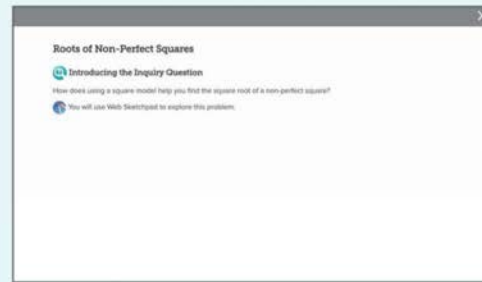 Roots of Non-Perfect Squares
Introducing the Inquiry Question
How does using a square model help you find the square root of a non-perfect square?
You will use Web Sketchpad to explore this problem.